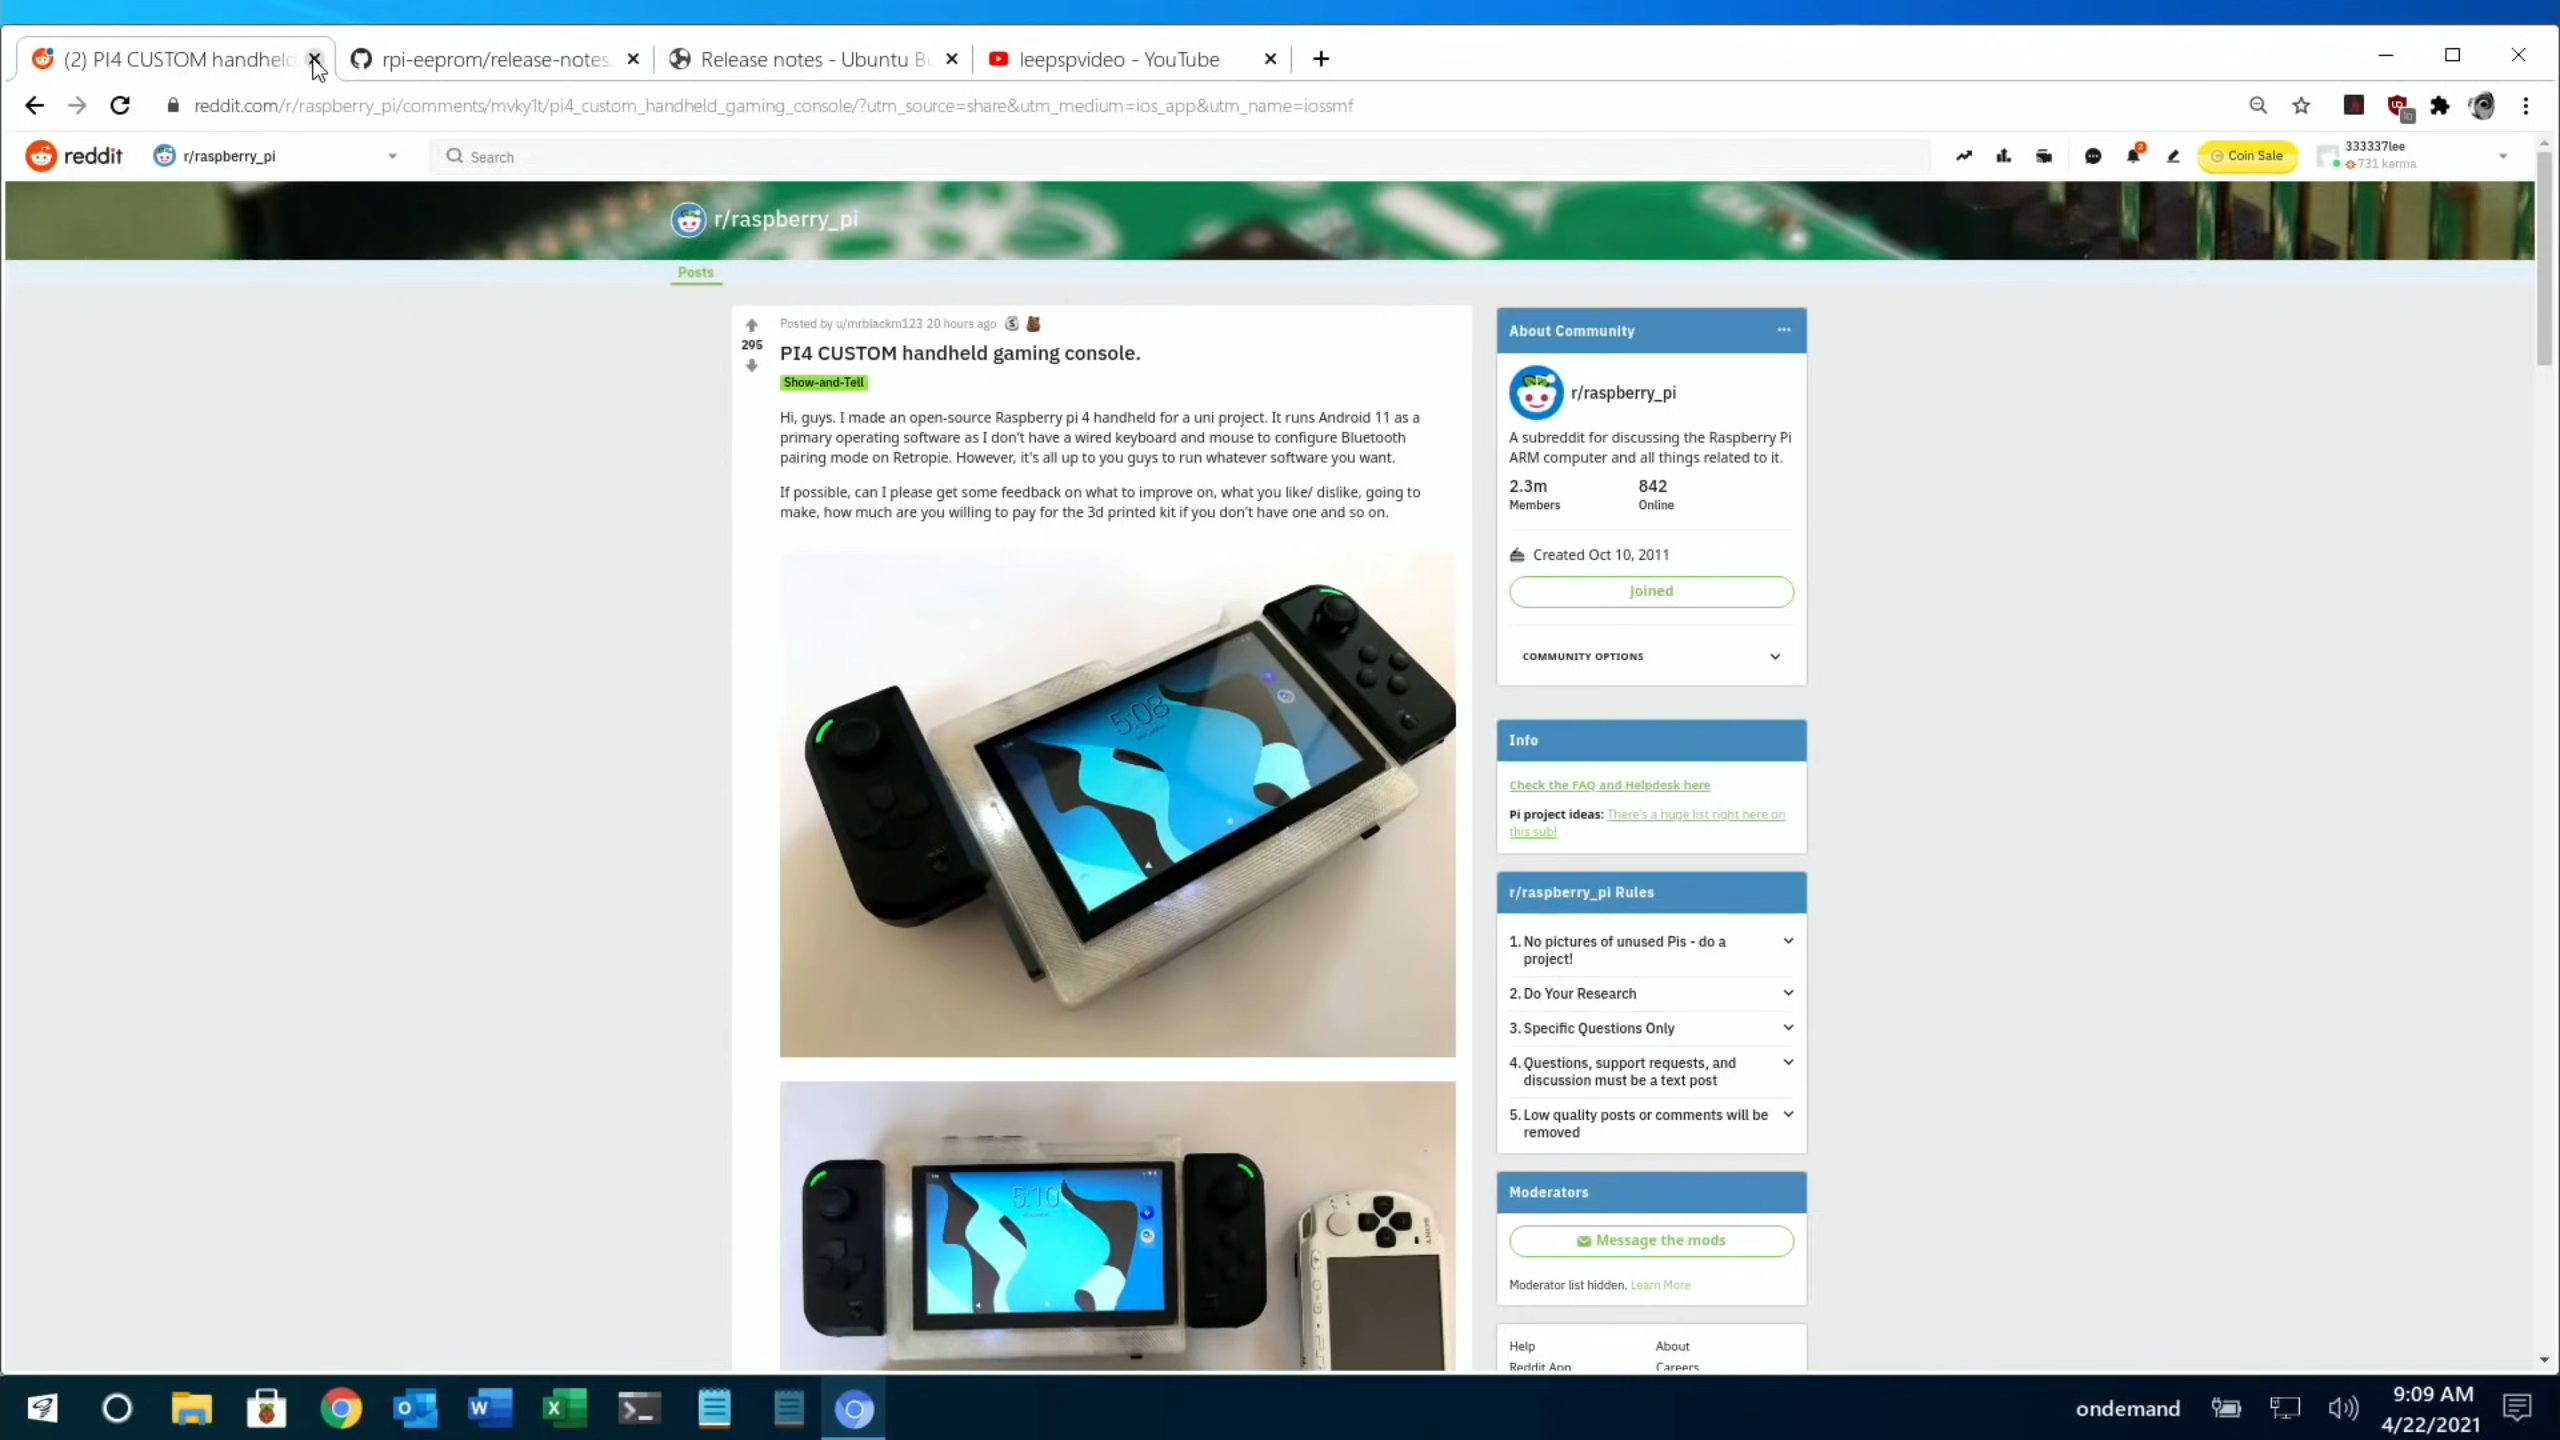 (2) PI4 CUSTOM handheld
rpi-eeprom/release-notes.
Release notes - Ubuntu B
leepspvideo - YouTube
reddit.com/r/raspberry_pi/comments/mvky1t/pi4_custom_handheld_gaming_console/?utm_source=share&utm_medium=ios_app&utm_name=iossmf
reddit
r/raspberry_pi
Search
2
Coin Sale
333337lee
731 karma
r/raspberry_pi
Posts
Posted by u/mrblackm123 20 hours ago
295
PI4 CUSTOM handheld gaming console.
Show-and-Tell
Hi, guys. I made an open-source Raspberry pi 4 handheld for a uni project. It runs Android 11 as a
primary operating software as I don't have a wired keyboard and mouse to configure Bluetooth
pairing mode on Retropie. However, it's all up to you guys to run whatever software you want.
If possible, can I please get some feedback on what to improve on, what you like/ dislike, going to
make, how much are you willing to pay for the 3d printed kit if you don't have one and so on.
5:08
5:10
SONY
About Community
r/raspberry_pi
A subreddit for discussing the Raspberry Pi
ARM computer and all things related to it.
2.3m
842
Members
Online
Created Oct 10, 2011
Joined
COMMUNITY OPTIONS
Info
Check the FAQ and Helpdesk here
Pi project ideas: There's a huge list right here on
this sub!
r/raspberry_pi Rules
1. No pictures of unused Pis - do a
project!
2. Do Your Research
3. Specific Questions Only
4. Questions, support requests, and
discussion must be a text post
5. Low quality posts or comments will be
removed
Moderators
Message the mods
Moderator list hidden. Learn More
Help
About
Reddit App
Careers
ondemand
9:09 AM
4/22/2021